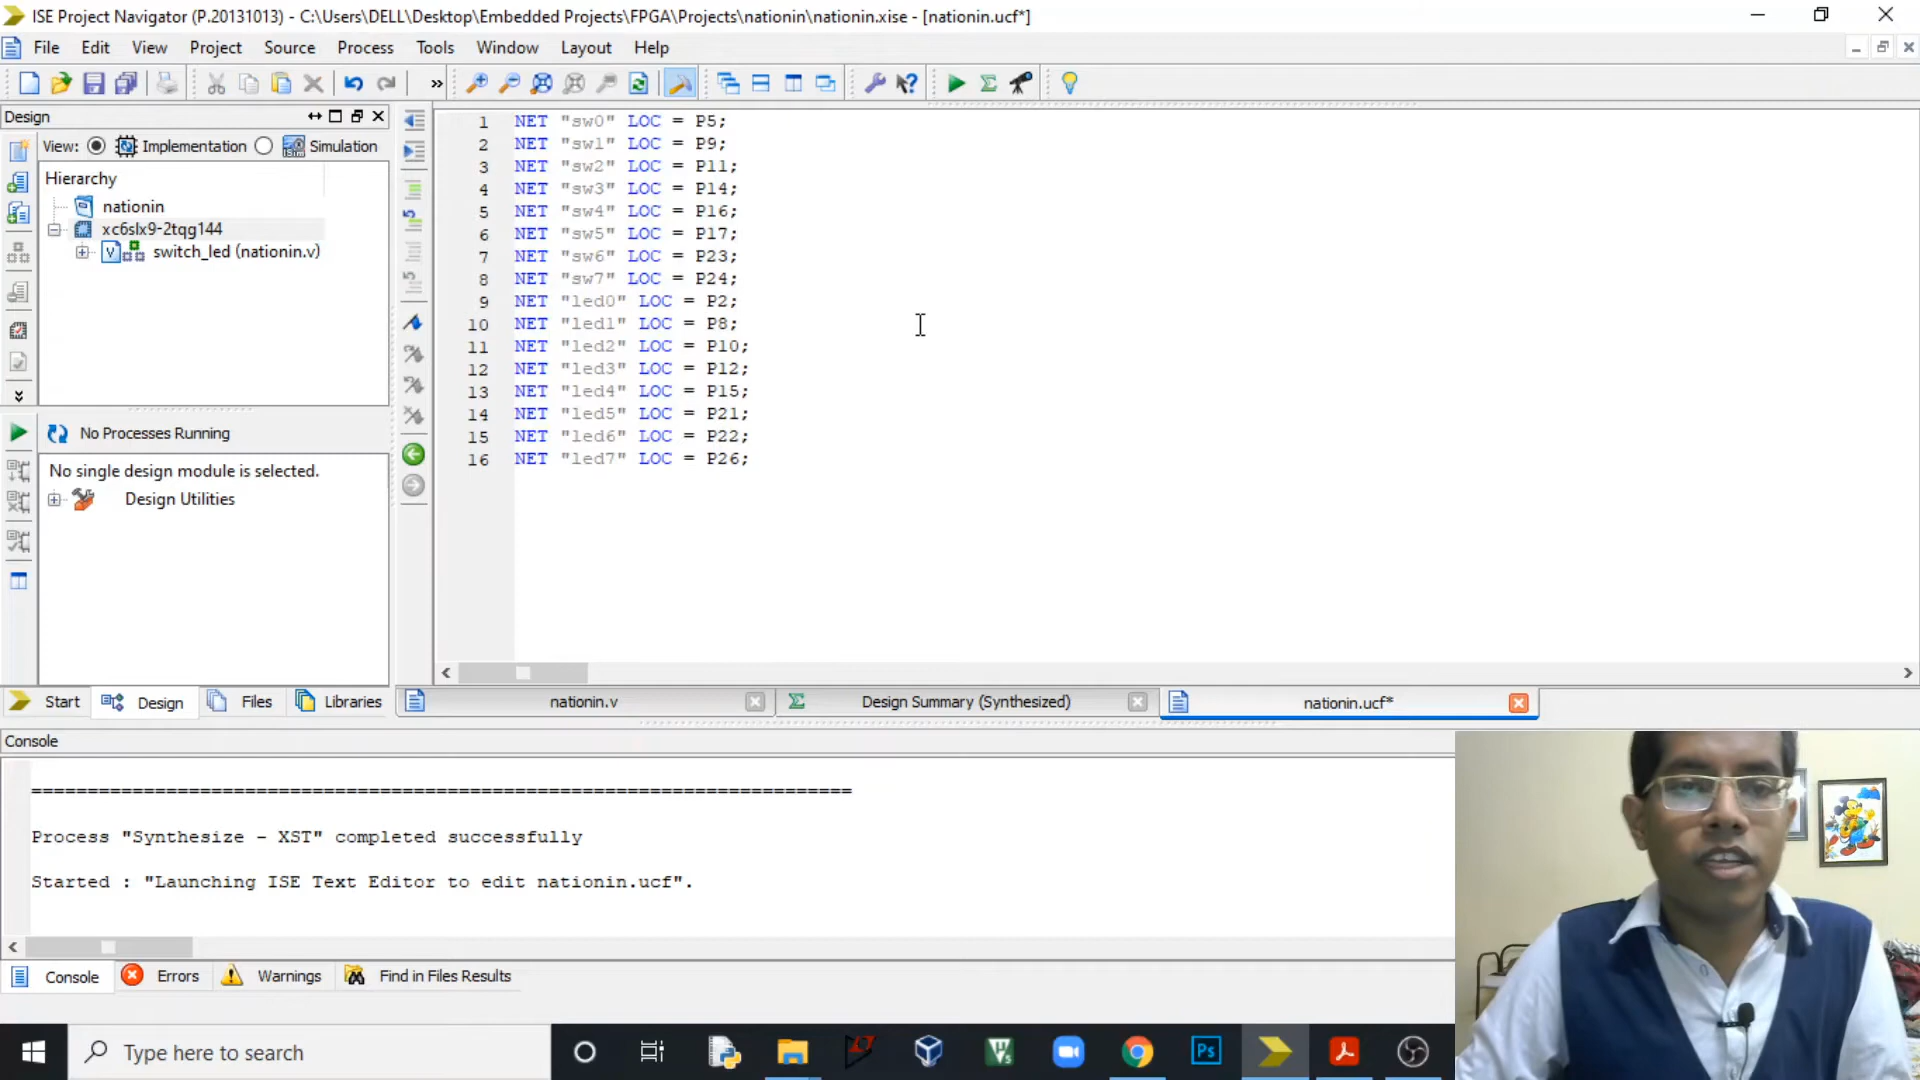 ISE Project Navigator (P.20131013) - C:\Users\DELL\Desktop\Embedded Projects\FPGA\Projects\nationin\nationin.xise - [nationin.ucf*]
File Edit View Project Source Process Tools Window Layout Help
Design
View: Implementation Simulation
Hierarchy
nationin
xc6slx9-2tqg144
switch_led (nationin.v)
No Processes Running
No single design module is selected.
Design Utilities
1 NET "sw0" LOC = P5;
2 NET "sw1" LOC = P9;
3 NET "sw2" LOC = P11;
4 NET "sw3" LOC = P14;
5 NET "sw4" LOC = P16;
6 NET "sw5" LOC = P17;
7 NET "sw6" LOC = P23;
8 NET "sw7" LOC = P24;
9 NET "led0" LOC = P2;
10 NET "led1" LOC = P8;
11 NET "led2" LOC = P10;
12 NET "led3" LOC = P12;
13 NET "led4" LOC = P15;
14 NET "led5" LOC = P21;
15 NET "led6" LOC = P22;
16 NET "led7" LOC = P26;
Start Design Files Libraries nationin.v Design Summary (Synthesized) nationin.ucf*
Console
=========================================================================
Process "Synthesize - XST" completed successfully
Started : "Launching ISE Text Editor to edit nationin.ucf".
Console Errors Warnings Find in Files Results
Type here to search
Ps